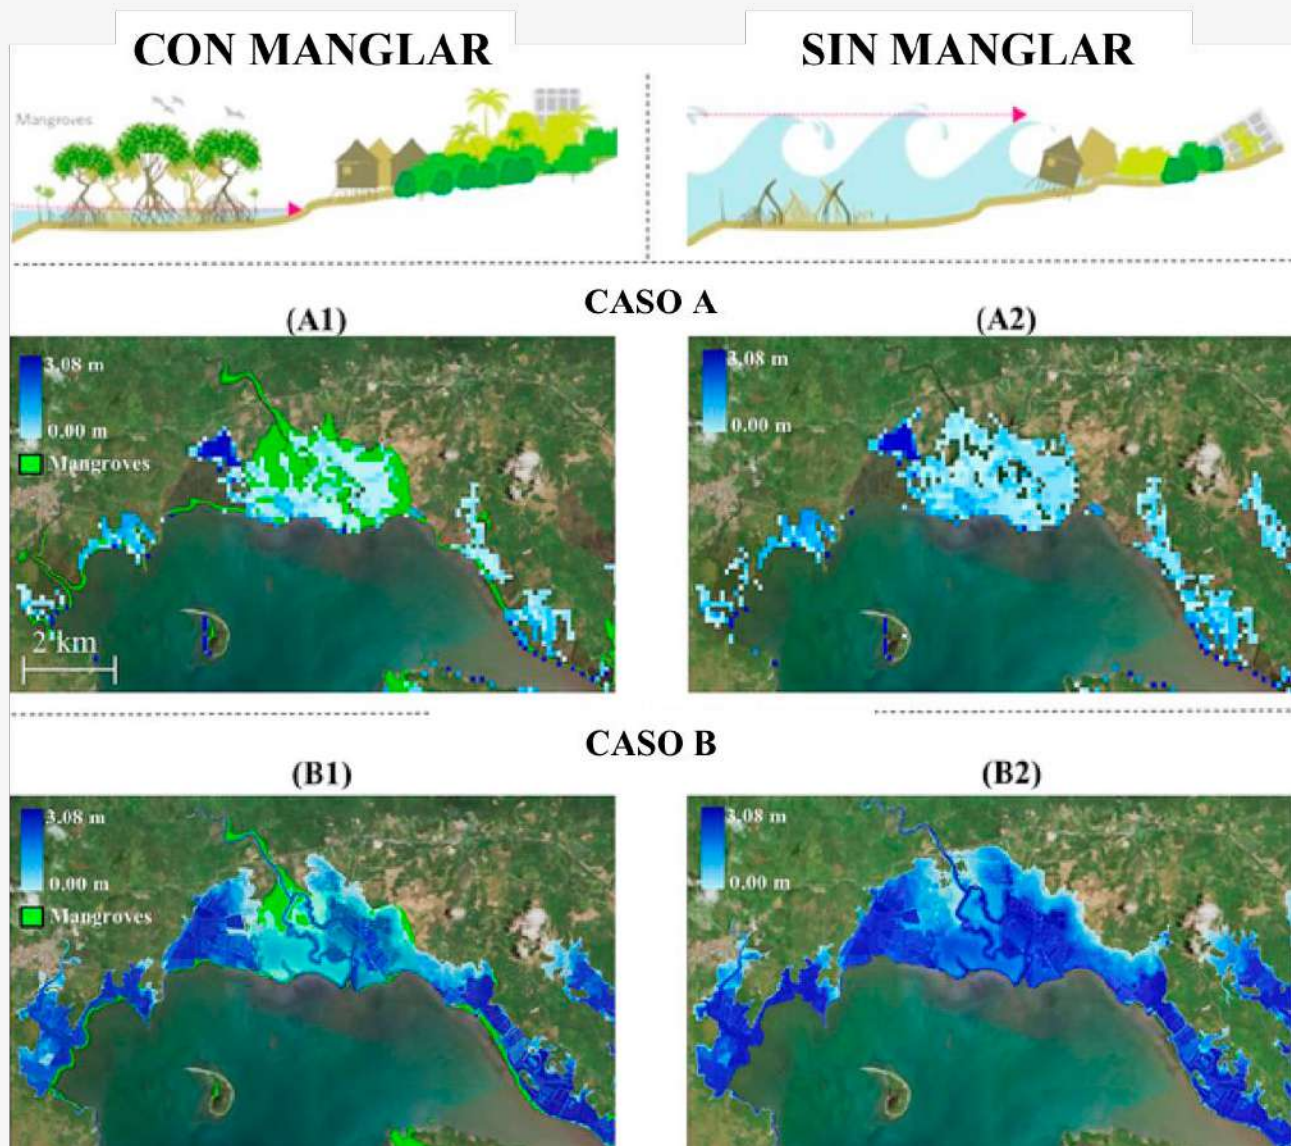 CON MANGLAR
SIN MANGLAR
Mangroves
CASO A
(A1)
(A2)
3.08 m
0.00 m
Mangroves
2 km
3.08 m
0.00 m
CASO B
(B1)
(B2)
3.08 m
0.00 m
Mangroves
3.08 m
0.00 m